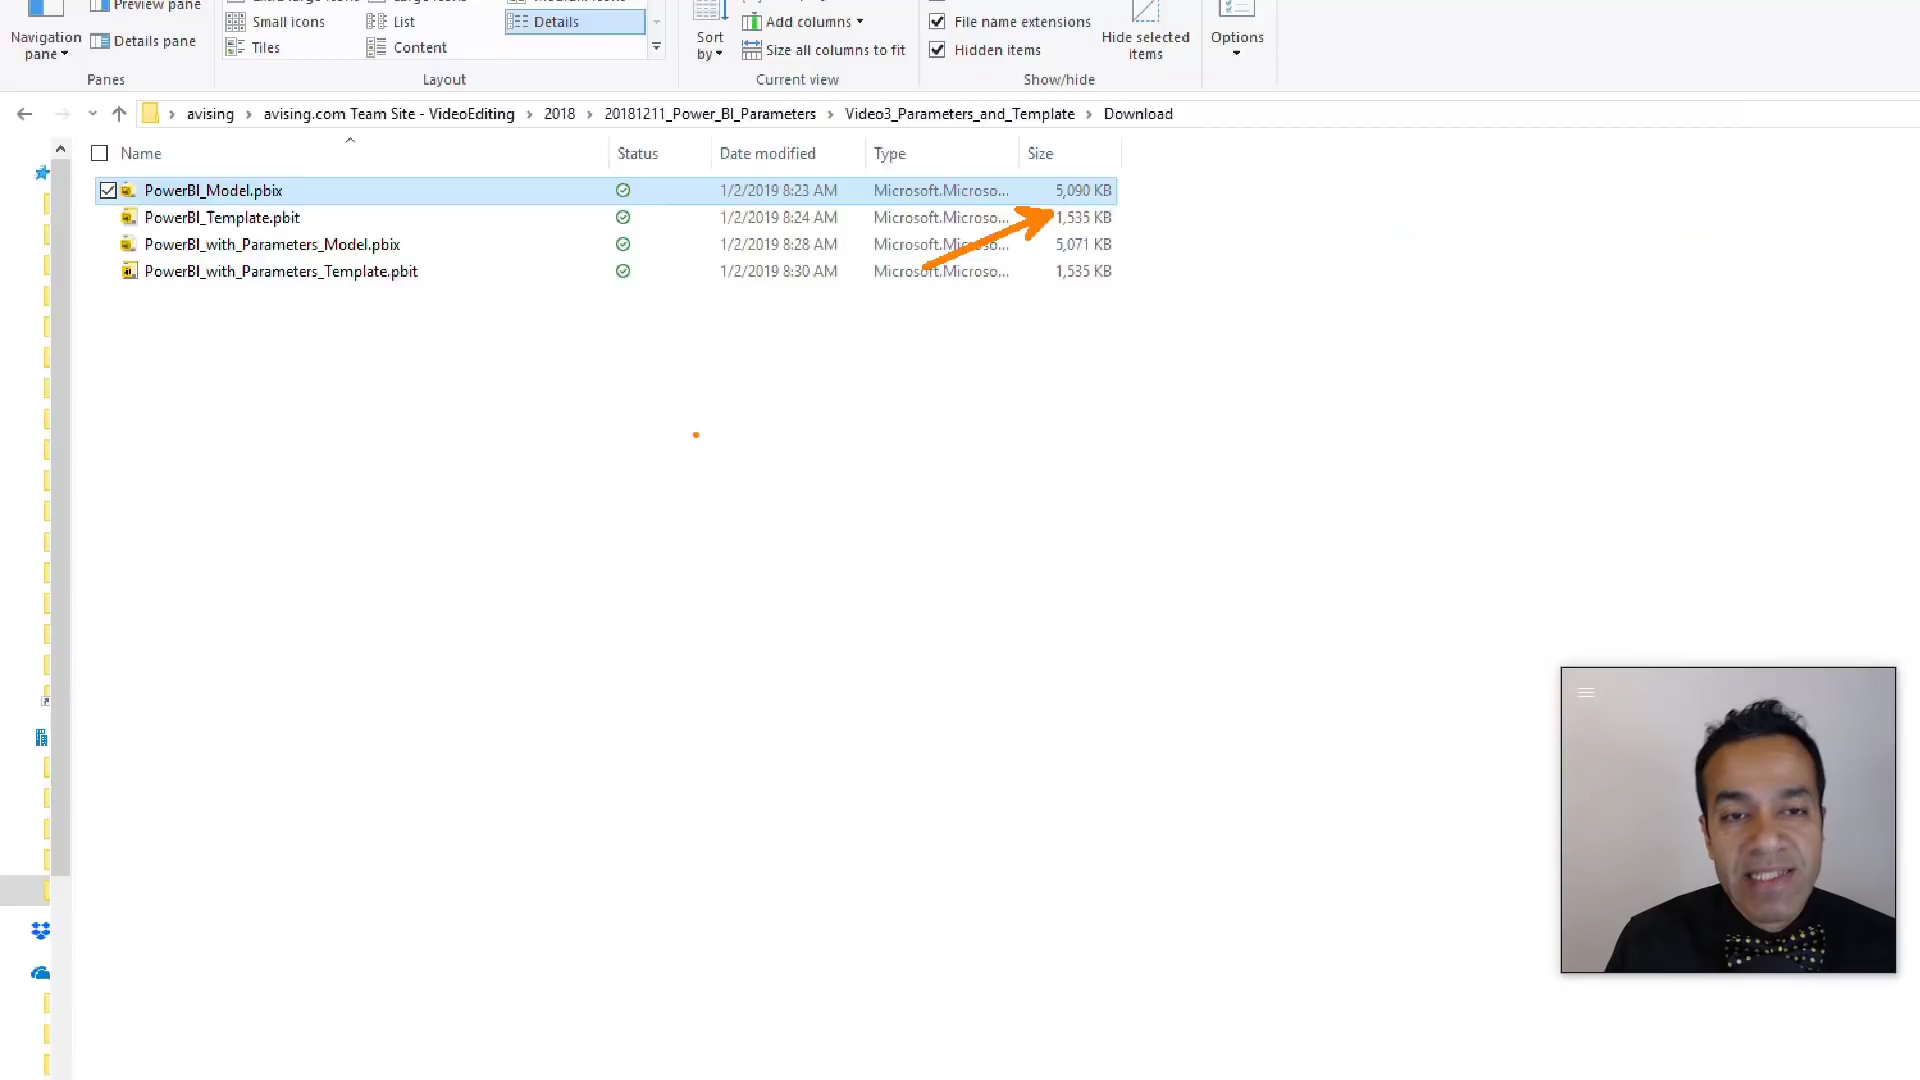 Preview pane
Small icons List Details Add columns File name extensions
Navigation pane Details pane Tiles Content Sort by Size all columns to fit Hidden items Hide selected items Options
Panes Layout Current view Show/hide
avising avising.com Team Site - VideoEditing 2018 20181211_Power_BI_Parameters Video3_Parameters_and_Template Download
Name Status Date modified Type Size
PowerBI_Model.pbix 1/2/2019 8:23 AM Microsoft.Microso... 5,090 KB
PowerBI_Template.pbit 1/2/2019 8:24 AM Microsoft.Microso... 1,535 KB
PowerBI_with_Parameters_Model.pbix 1/2/2019 8:28 AM Microsoft.Microso... 5,071 KB
PowerBI_with_Parameters_Template.pbit 1/2/2019 8:30 AM Microsoft.Microso... 1,535 KB